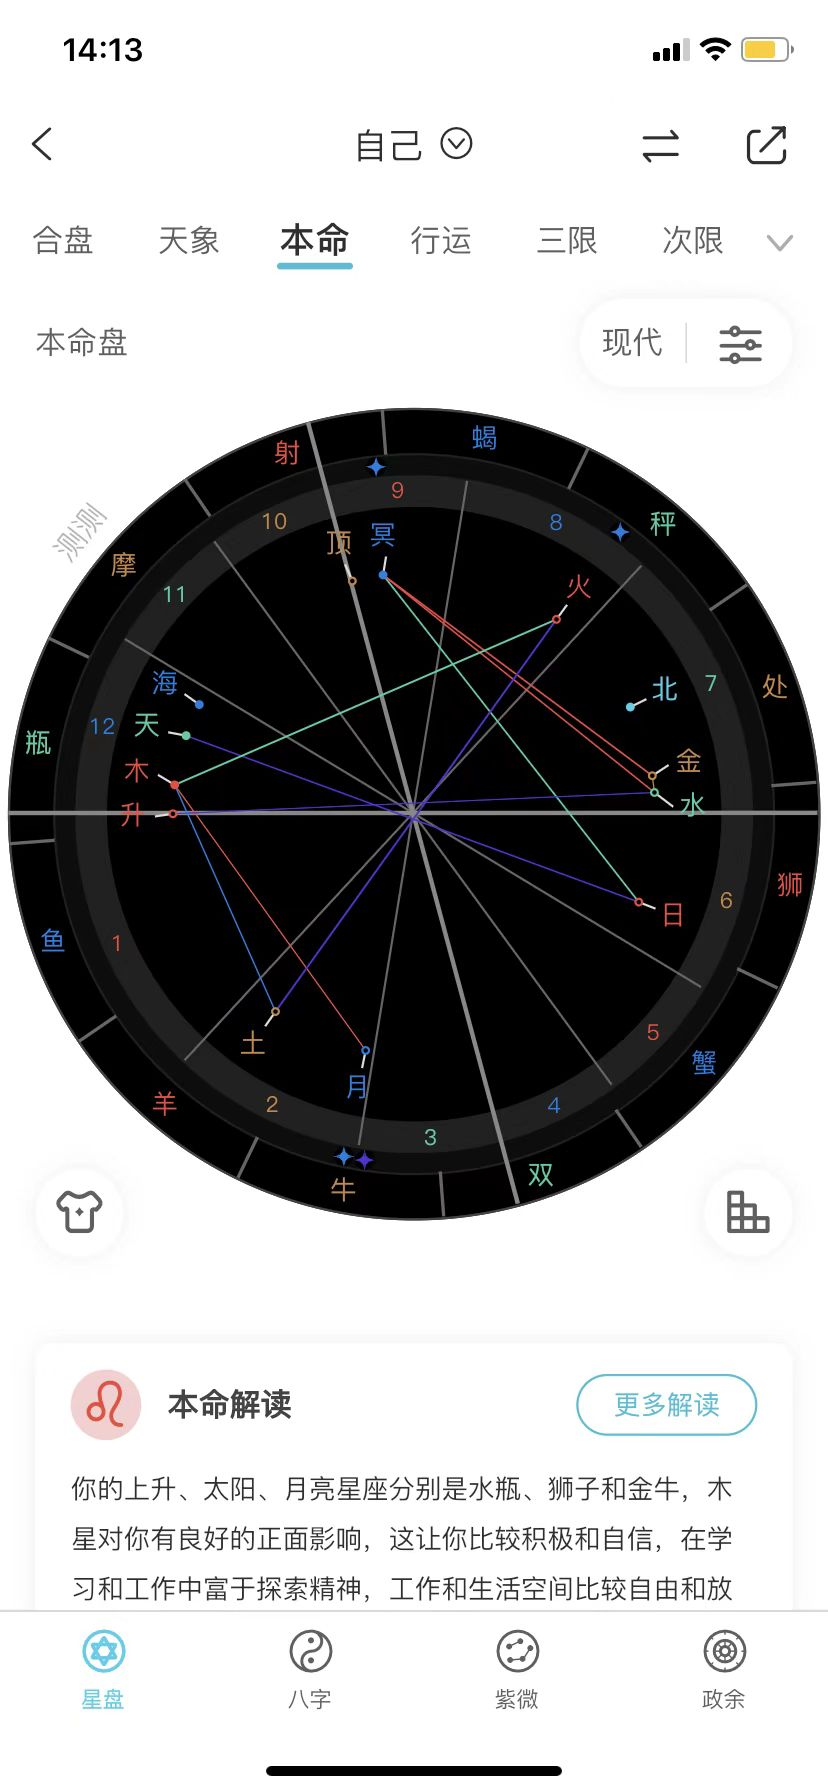 14:13
自己
合盘 天象 本命 行运 三限 次限
本命盘
现代
测测
射
蝎
秤
处
狮
蟹
双
牛
羊
鱼
瓶
摩
9
8
7
6
5
4
3
2
1
12
11
10
顶
冥
火
北
金
水
日
月
土
升
木
天
海
本命解读
更多解读
你的上升、太阳、月亮星座分别是水瓶、狮子和金牛，木
星对你有良好的正面影响，这让你比较积极和自信，在学
习和工作中富于探索精神，工作和生活空间比较自由和放
星盘 八字 紫微 政余